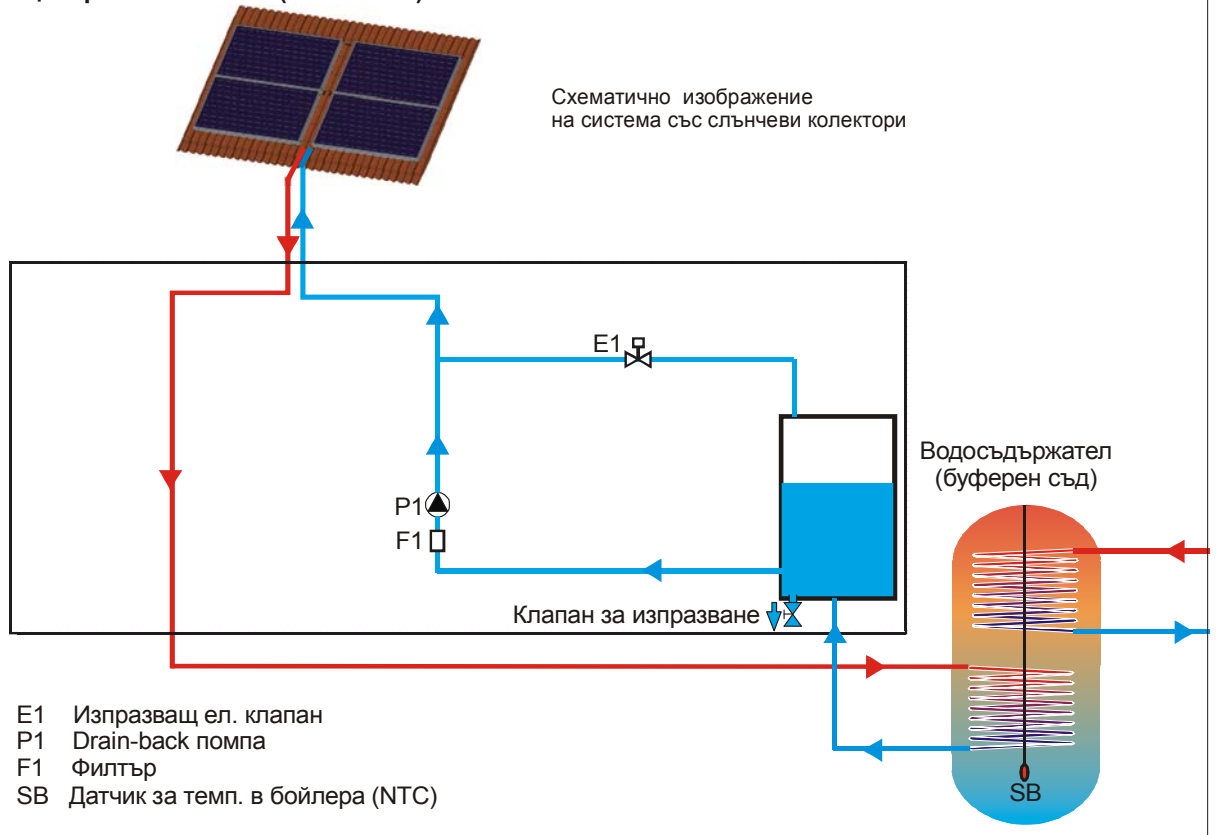 Схематично изображение
на система със слънчеви колектори
E1
Водосъдържател
(буферен съд)
P1
F1
Клапан за изпразване
E1 Изпразващ ел. клапан
P1 Drain-back помпа
F1 Филтър
SB Датчик за темп. в бойлера (NTC)
SB